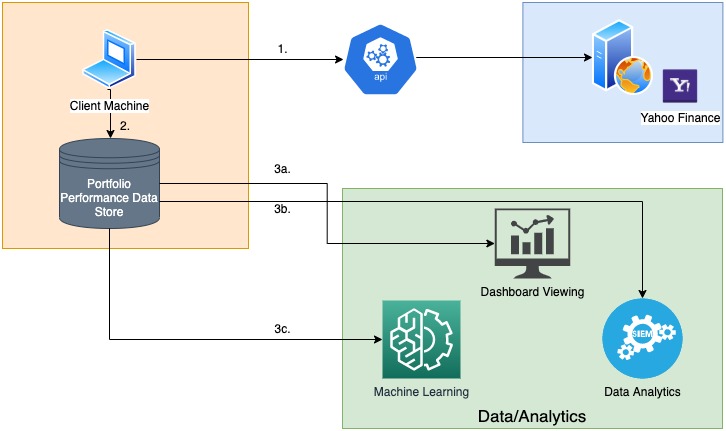 1.
api
Client Machine
Yahoo Finance
Y!
2.
Portfolio
Performance Data
Store
3a.
3b.
Dashboard Viewing
3c.
SIEM
Machine Learning
Data Analytics
Data/Analytics